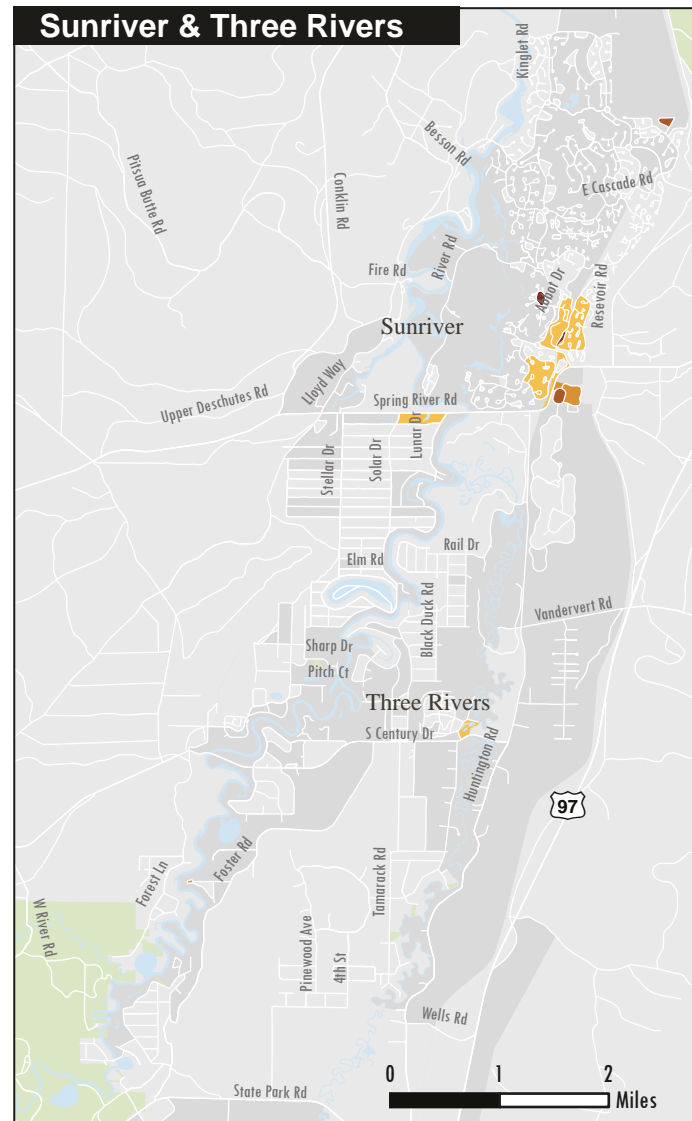 Sunriver & Three Rivers
Kinglet Rd
Besson Rd
Pitsua Butte Rd
Conklin Rd
E Cascade Rd
River Rd
Fire Rd
Abbot Dr
Resevoir Rd
Sunriver
Lloyd Way
Upper Deschutes Rd
Spring River Rd
Stellar Dr
Solar Dr
Lunar Dr
Rail Dr
Elm Rd
Black Duck Rd
Vandervert Rd
Sharp Dr
Pitch Ct
Three Rivers
S Century Dr
Huntington Rd
97
Foster Rd
Forest Ln
Tamarack Rd
W River Rd
Pinewood Ave
4th St
Wells Rd
State Park Rd
0 1 2
Miles